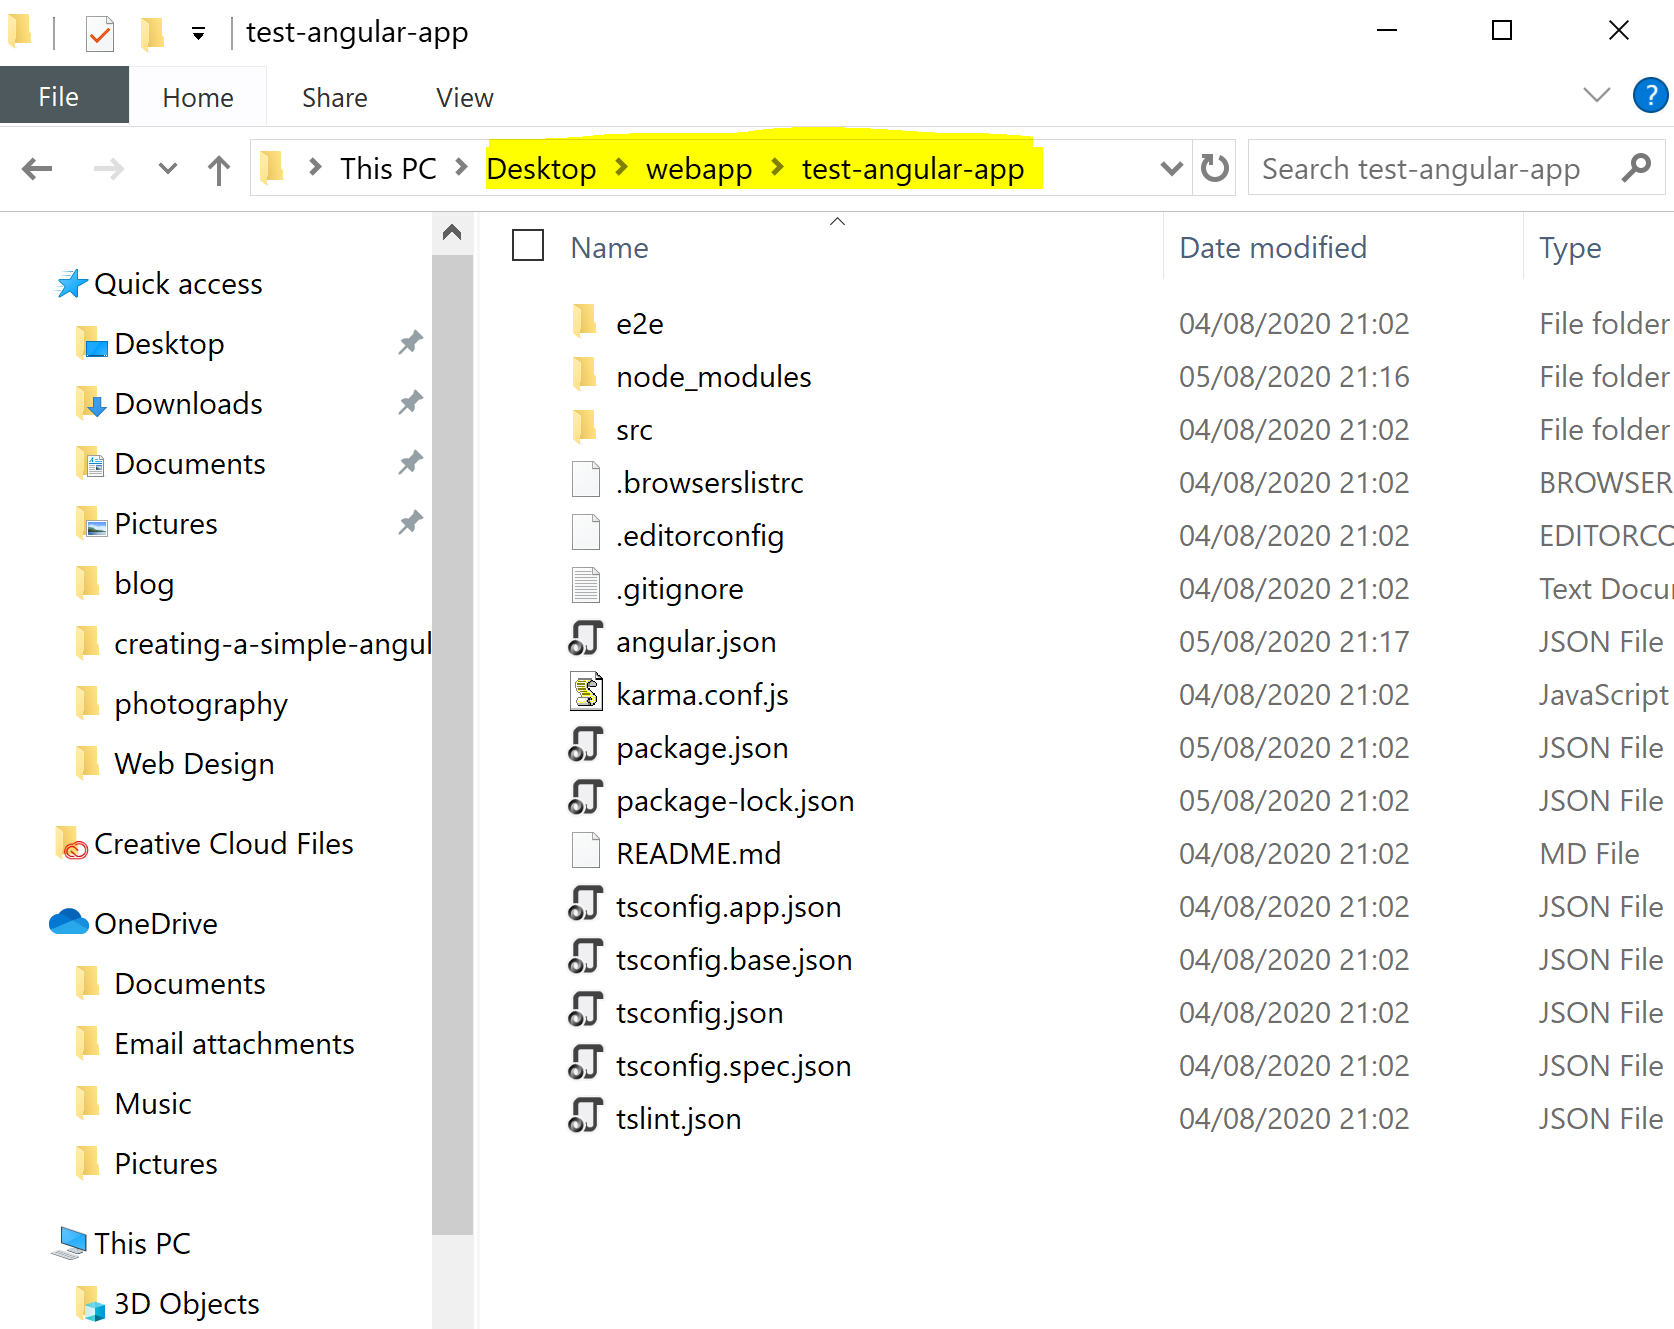 test-angular-app
File Home Share View ?
This PC Desktop webapp test-angular-app Search test-angular-app
Name Date modified Type
Quick access
Desktop
Downloads
Documents
Pictures
blog
creating-a-simple-angul
photography
Web Design
Creative Cloud Files
OneDrive
Documents
Email attachments
Music
Pictures
This PC
3D Objects
e2e 04/08/2020 21:02 File folder
node_modules 05/08/2020 21:16 File folder
src 04/08/2020 21:02 File folder
.browserslistrc 04/08/2020 21:02 BROWSER
.editorconfig 04/08/2020 21:02 EDITORCO
.gitignore 04/08/2020 21:02 Text Docu
angular.json 05/08/2020 21:17 JSON File
karma.conf.js 04/08/2020 21:02 JavaScript
package.json 05/08/2020 21:02 JSON File
package-lock.json 05/08/2020 21:02 JSON File
README.md 04/08/2020 21:02 MD File
tsconfig.app.json 04/08/2020 21:02 JSON File
tsconfig.base.json 04/08/2020 21:02 JSON File
tsconfig.json 04/08/2020 21:02 JSON File
tsconfig.spec.json 04/08/2020 21:02 JSON File
tslint.json 04/08/2020 21:02 JSON File